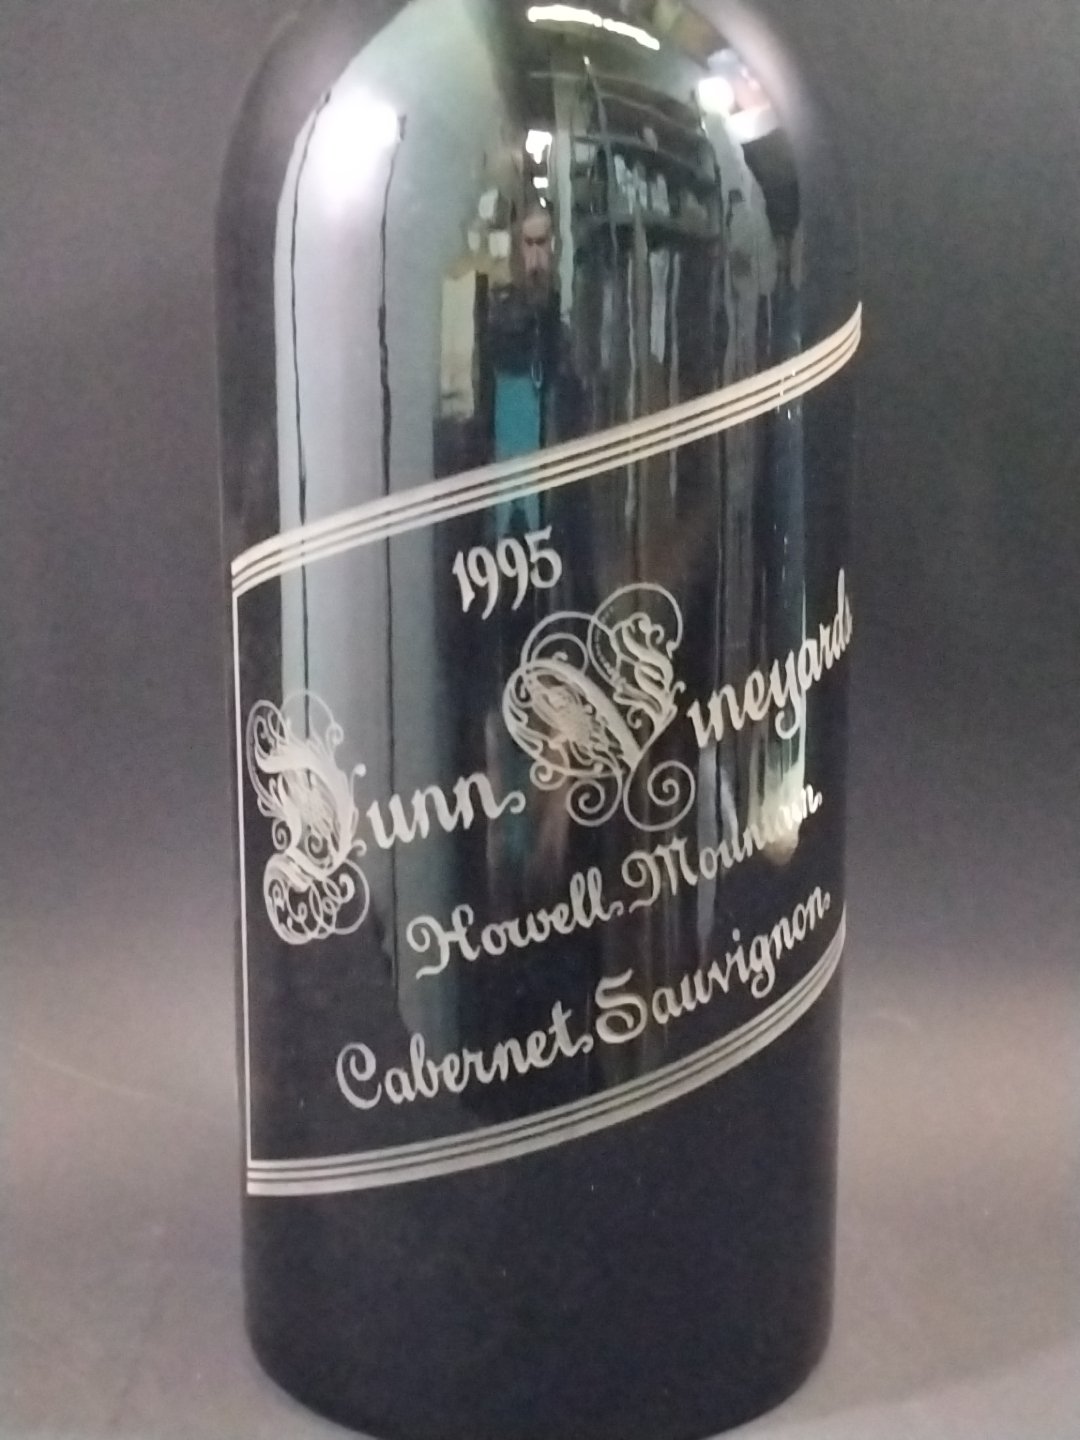 1995
Dunn Vineyards
Howell Mountain
Cabernet Sauvignon